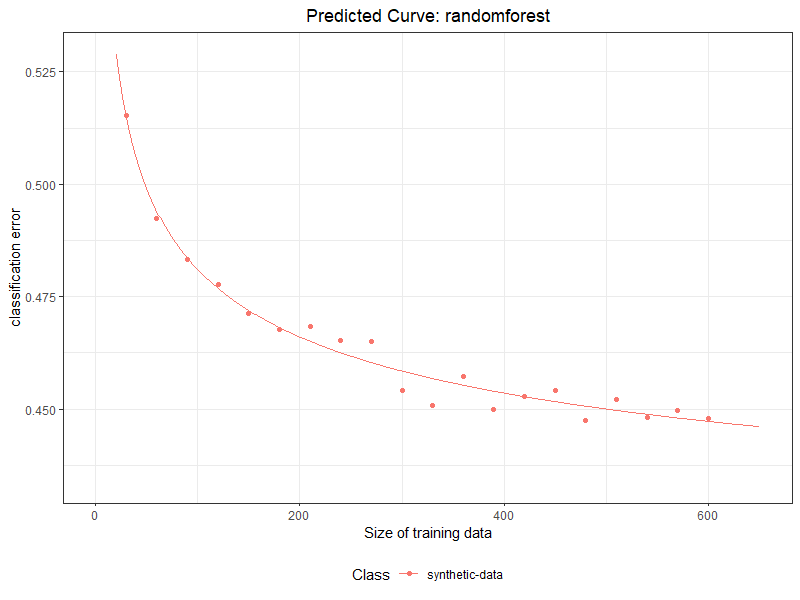 Predicted Curve: randomforest
0.525
0.500
0.475
0.450
classification error
0
200
400
600
Size of training data
Class synthetic-data